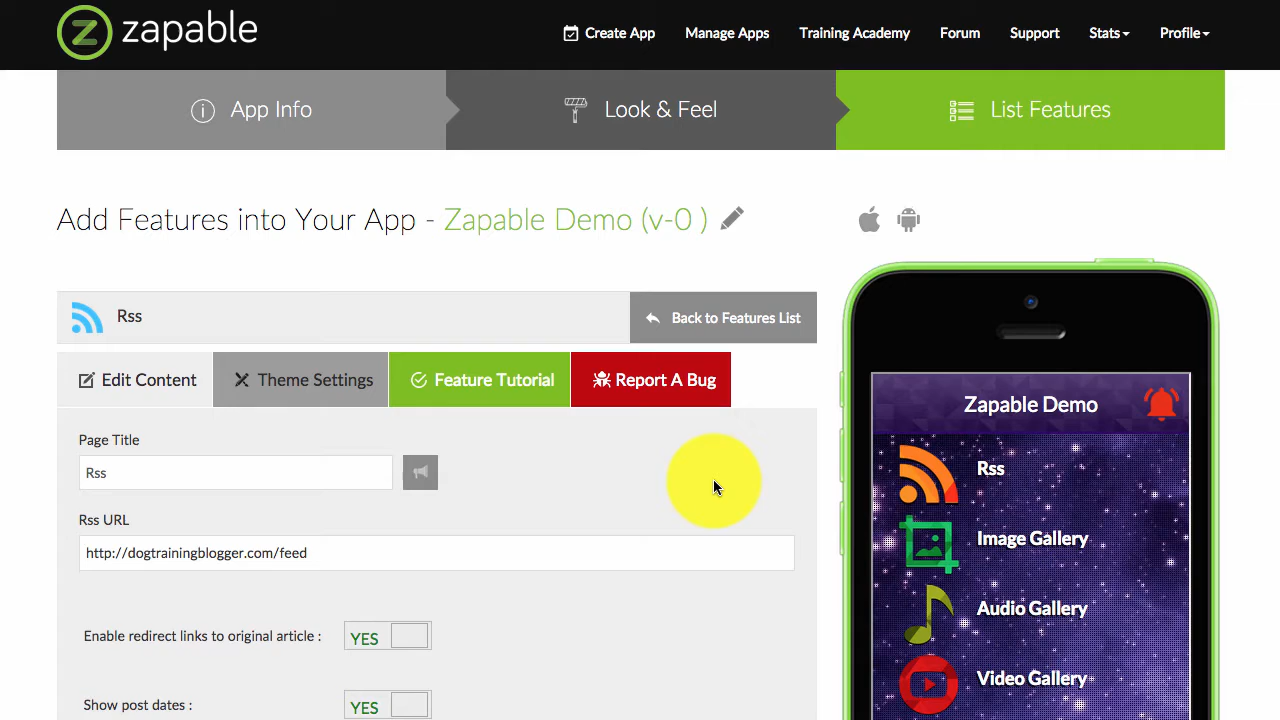 zapable
Create App Manage Apps Training Academy Forum Support Stats Profile
App Info Look & Feel List Features
Add Features into Your App - Zapable Demo (v-0 )
Rss Back to Features List
Edit Content Theme Settings Feature Tutorial Report A Bug
Page Title
Rss
Rss URL
http://dogtrainingblogger.com/feed
Enable redirect links to original article : YES
Show post dates : YES
Zapable Demo
Rss
Image Gallery
Audio Gallery
Video Gallery